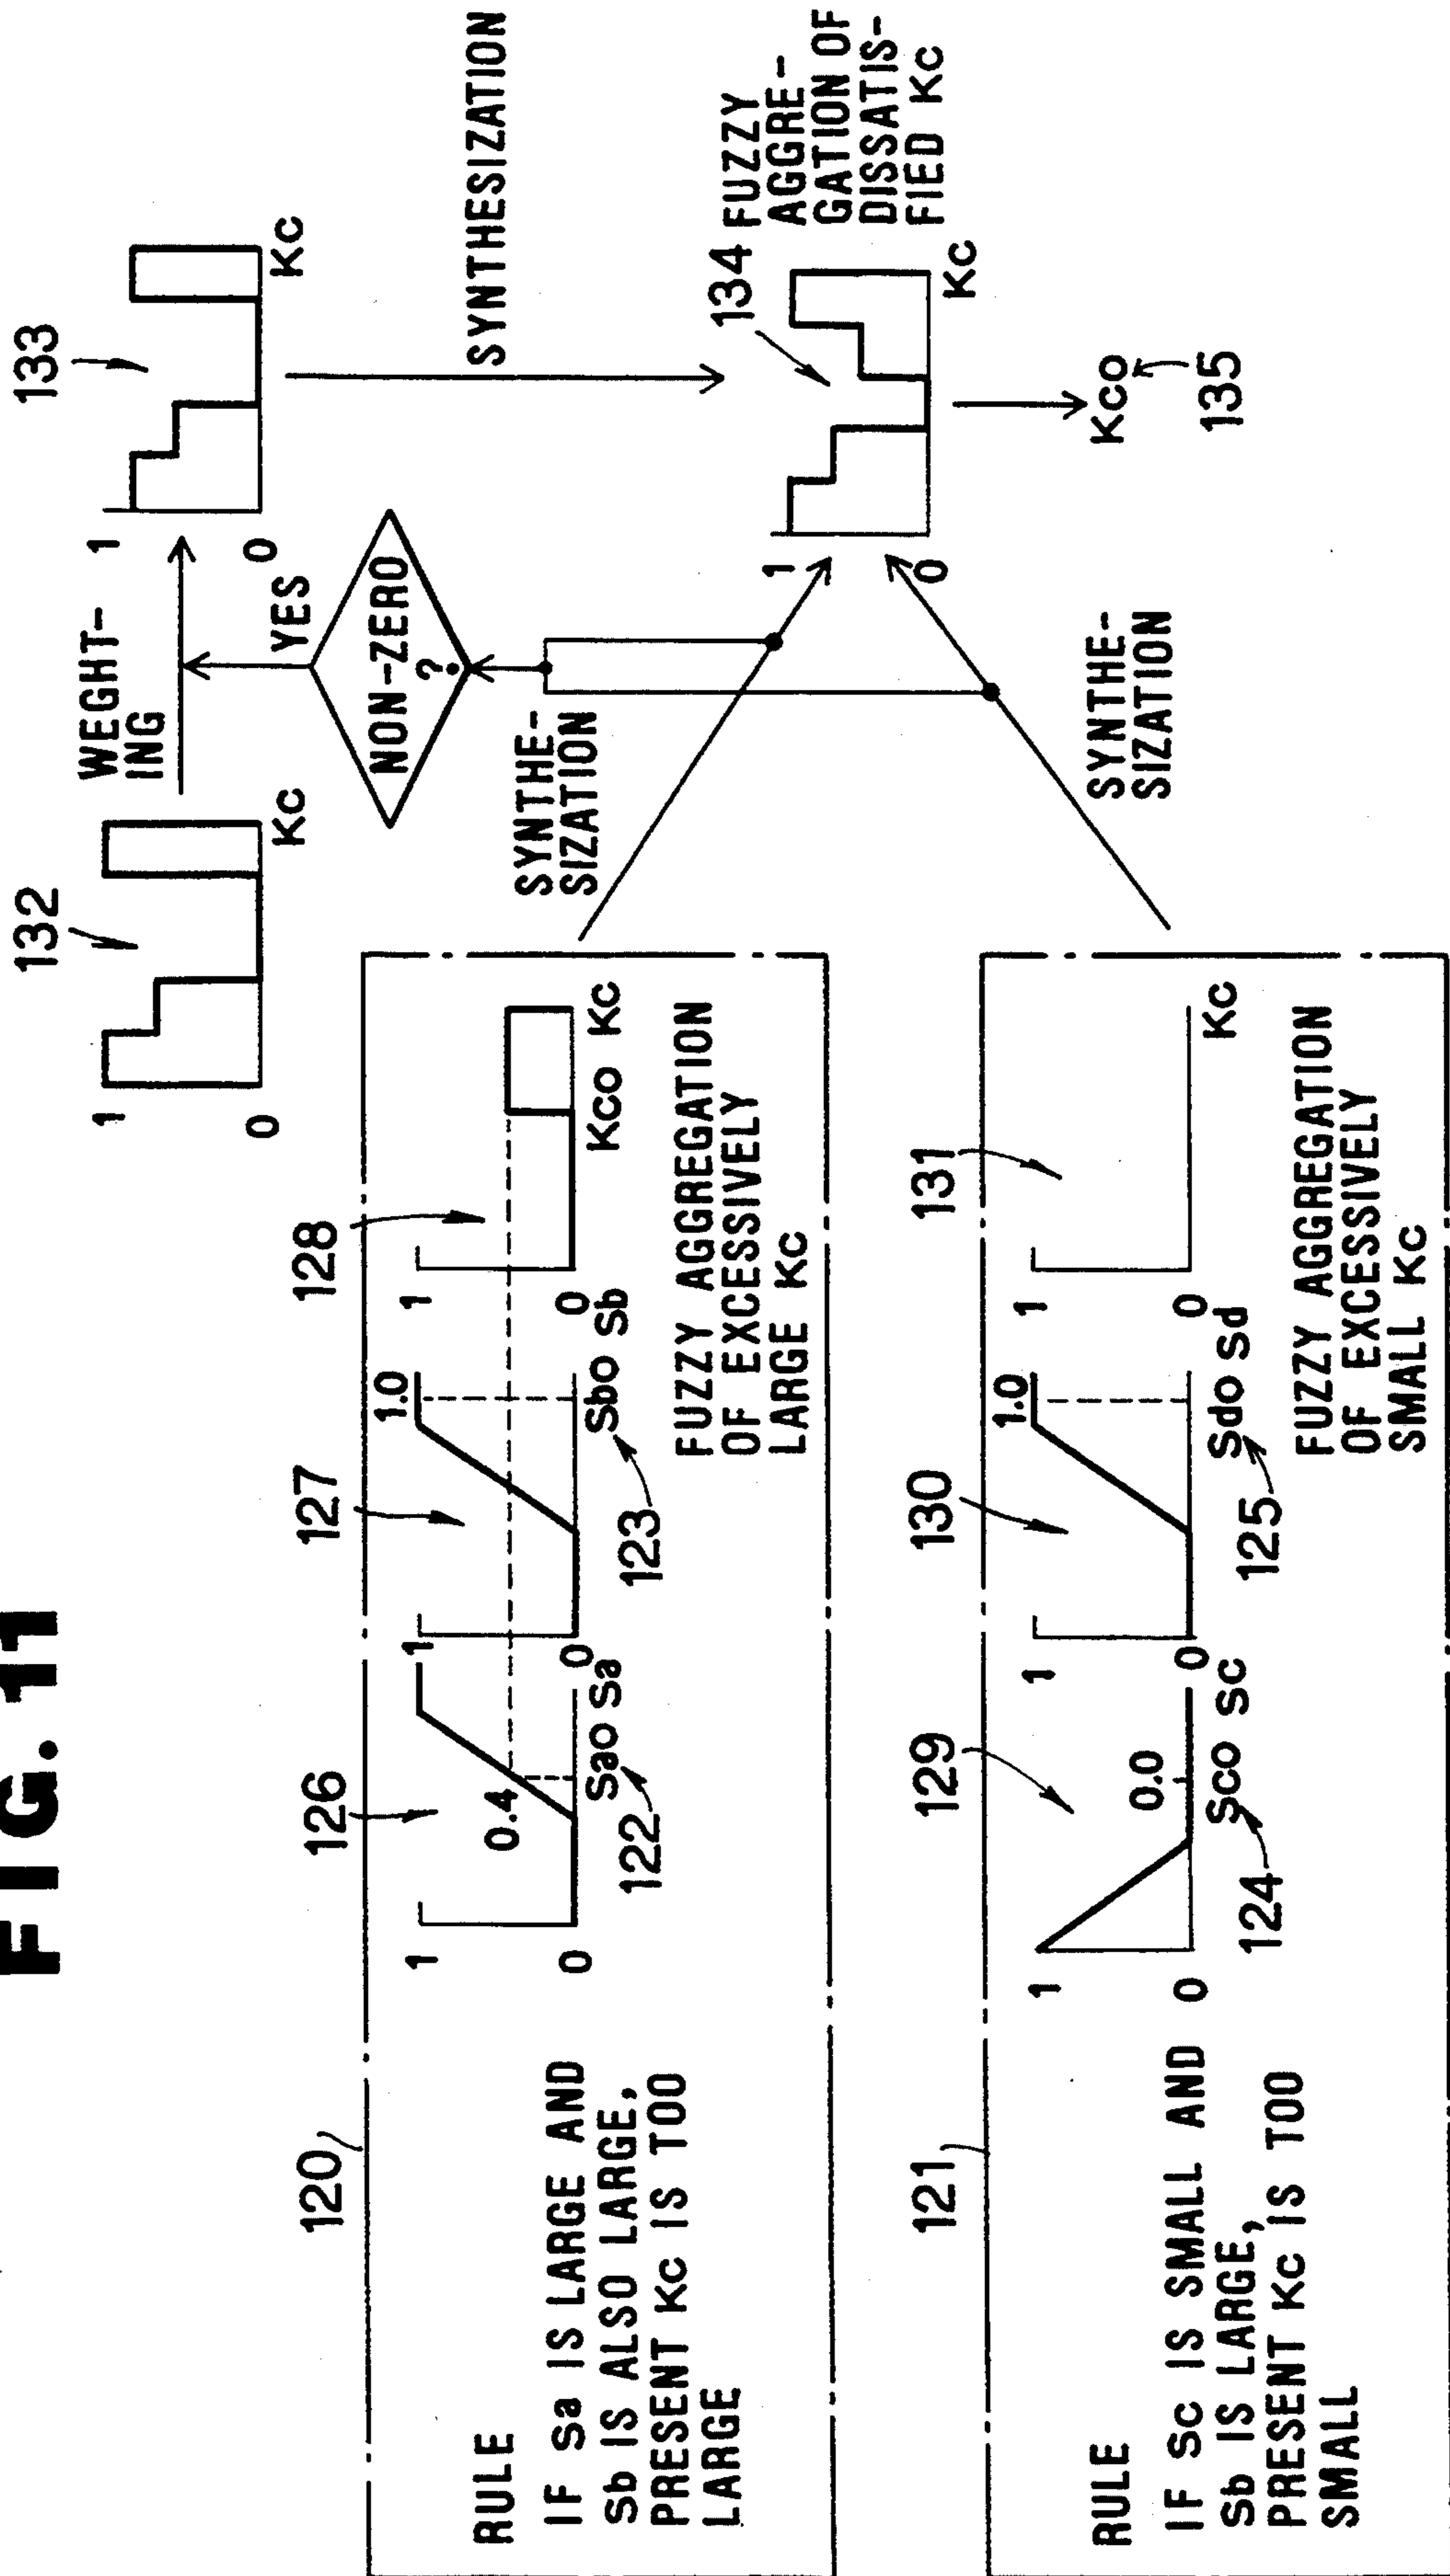 FIG. 11
132
1
0
Kc
WEGHT-
ING
133
1
0
Kc
YES
NON-ZERO
?
SYNTHESIZATION
SYNTHE-
SIZATION
120
RULE
IF Sa IS LARGE AND
Sb IS ALSO LARGE,
PRESENT Kc IS TOO
LARGE
126
1
0
0.4
Sao Sa
122
127
1
0
1.0
Sbo Sb
123
128
1
0
Kco Kc
FUZZY AGGREGATION
OF EXCESSIVELY
LARGE Kc
134
FUZZY
AGGRE-
GATION OF
DISSATIS-
FIED Kc
1
0
Kc
Kco
135
SYNTHE-
SIZATION
121
RULE
IF Sc IS SMALL AND
Sb IS LARGE,
PRESENT Kc IS TOO
SMALL
129
1
0
0.0
Sco Sc
124
130
1
0
1.0
Sdo Sd
125
131
1
0
Kc
FUZZY AGGREGATION
OF EXCESSIVELY
SMALL Kc